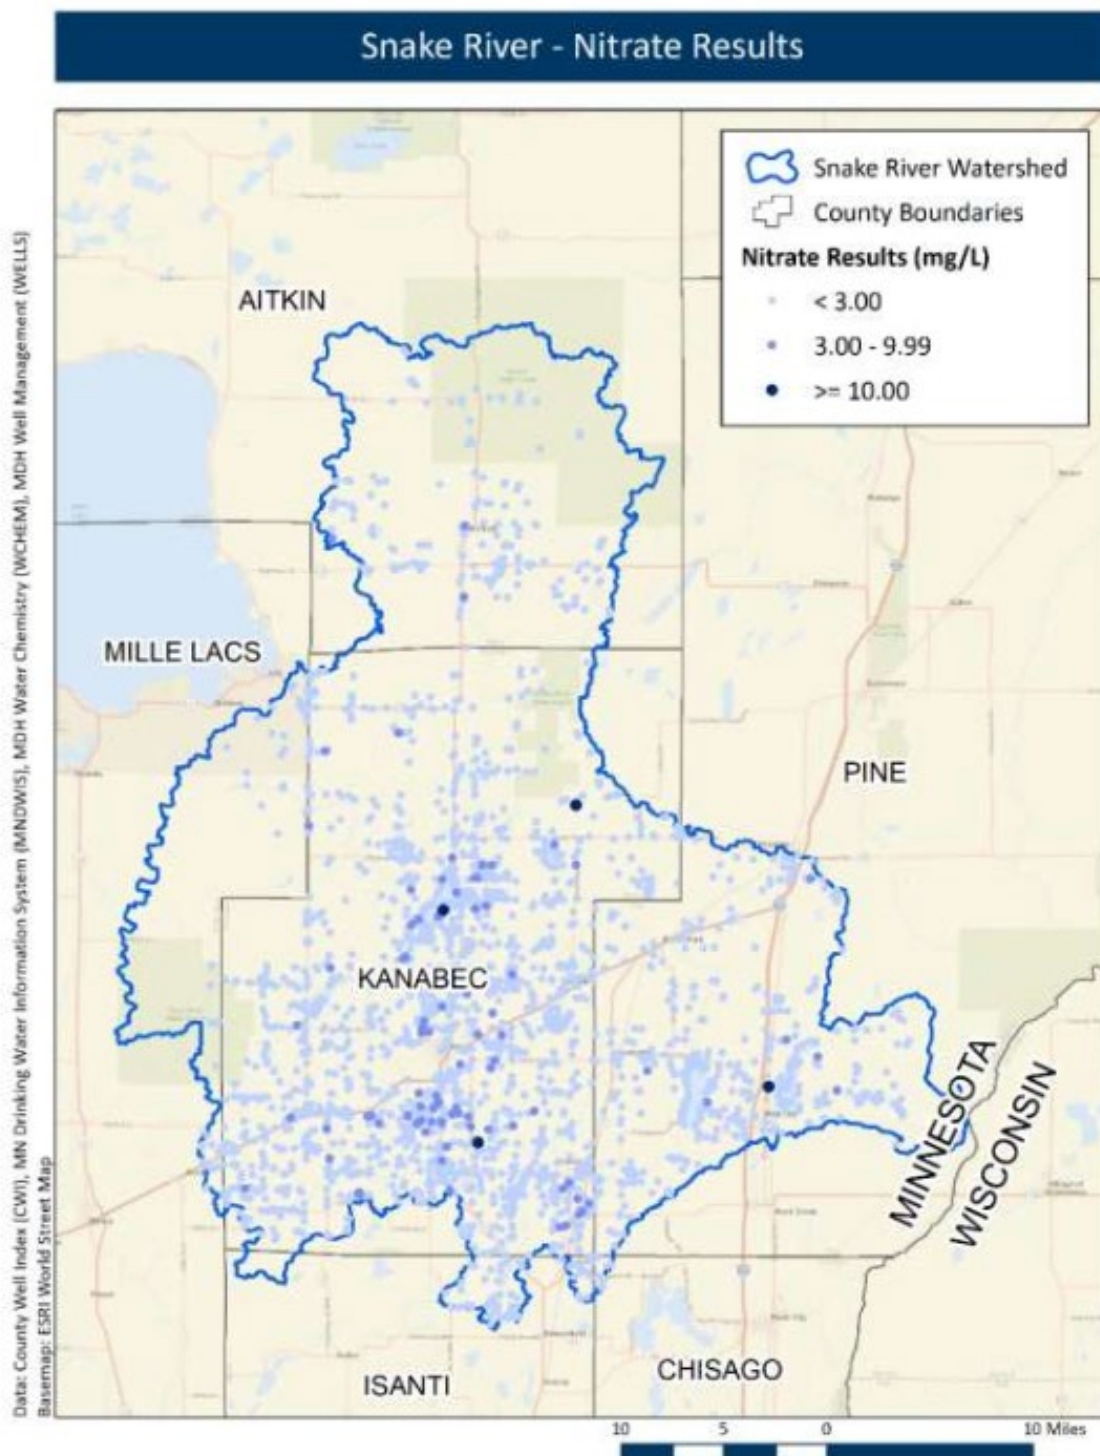 Snake River - Nitrate Results
Snake River Watershed
County Boundaries
Nitrate Results (mg/L)
< 3.00
3.00 - 9.99
>= 10.00
AITKIN
MILLE LACS
PINE
KANABEC
MINNESOTA
WISCONSIN
ISANTI
CHISAGO
10 5 0 10 Miles
Data: County Well Index (CWI), MN Drinking Water Information System (MNDWIS), MDH Water Chemistry (WCHEM), MDH Well Management (WELLS)
Basemap: ESRI World Street Map